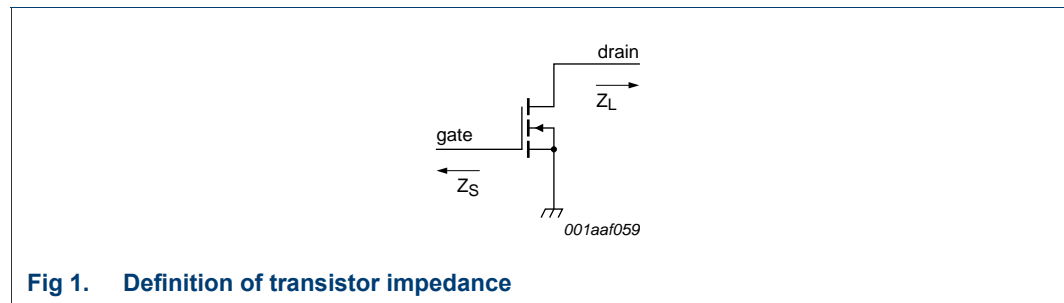 drain
Z_L
gate
Z_S
001aaf059
Fig 1. Definition of transistor impedance